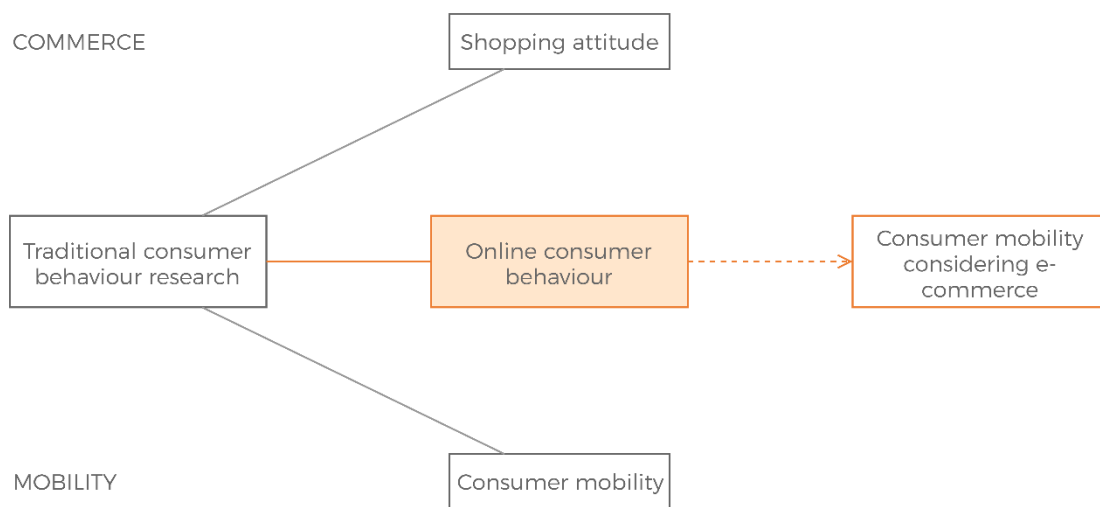 COMMERCE
Shopping attitude
Traditional consumer
behaviour research
Online consumer
behaviour
Consumer mobility
considering e-
commerce
MOBILITY
Consumer mobility